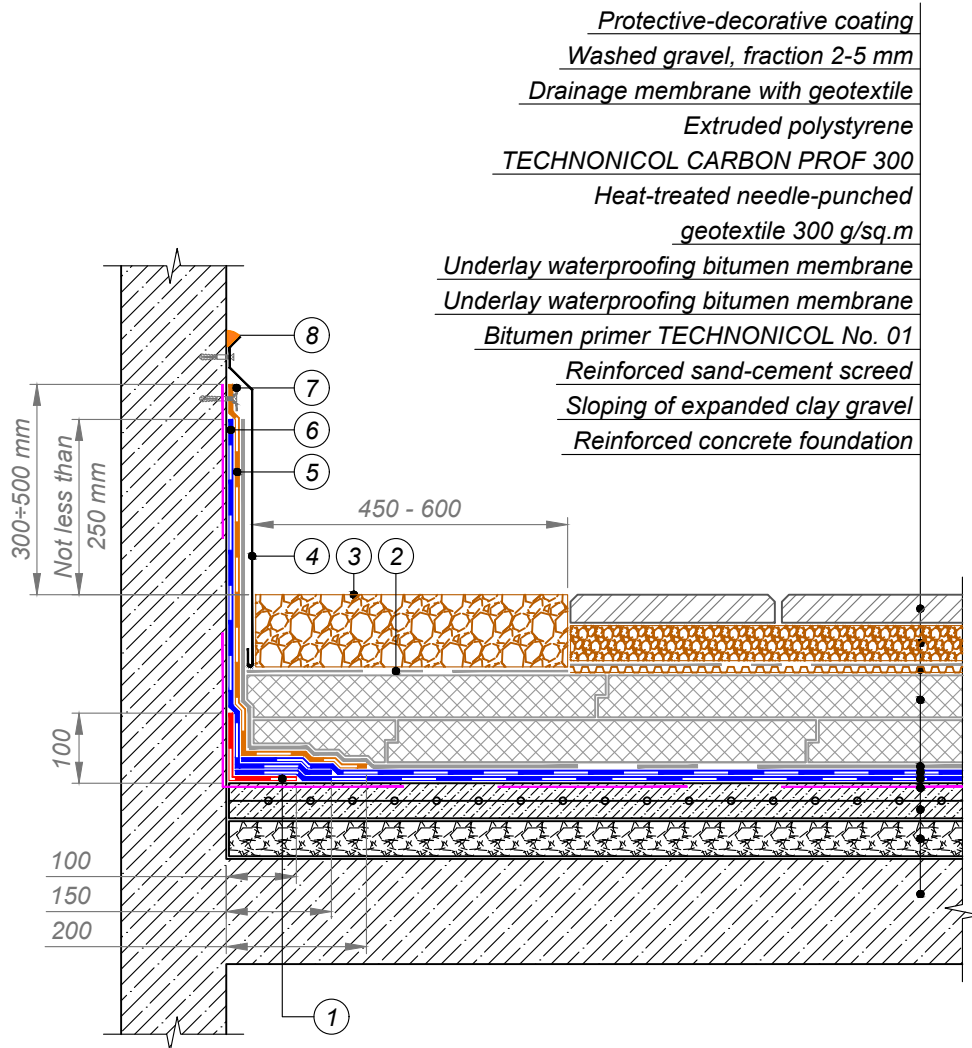 Protective-decorative coating
Washed gravel, fraction 2-5 mm
Drainage membrane with geotextile
Extruded polystyrene
TECHNONICOL CARBON PROF 300
Heat-treated needle-punched
geotextile 300 g/sq.m
Underlay waterproofing bitumen membrane
Underlay waterproofing bitumen membrane
Bitumen primer TECHNONICOL No. 01
Reinforced sand-cement screed
Sloping of expanded clay gravel
Reinforced concrete foundation
8
7
6
5
4
3
2
300÷500 mm
Not less than
250 mm
450 - 600
100
100
150
200
1